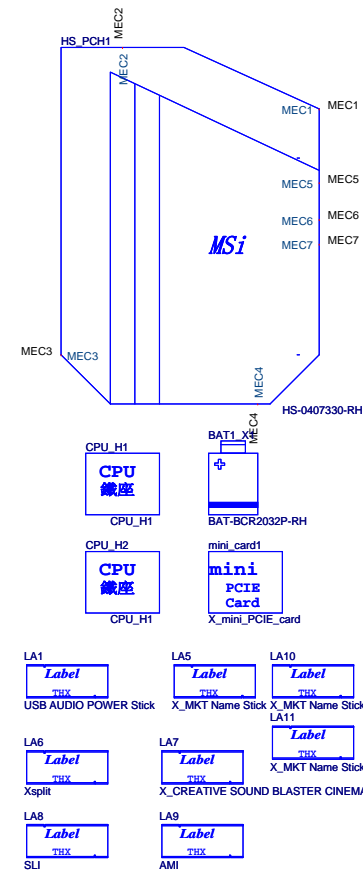 MEC2
HS_PCH1
MEC2
MEC1
MEC1
MEC5
MEC5
MEC6
MEC6
MEC7
MEC7
MSi
MEC3
MEC3
MEC4
HS-0407330-RH
MEC4
CPU_H1
BAT1_X1
CPU
鐵座
CPU_H1
BAT-BCR2032P-RH
CPU_H2
mini_card1
CPU
鐵座
mini
PCIE
Card
CPU_H1
X_mini_PCIE_card
LA1
LA5
LA10
Label
THX
Label
THX
Label
THX
USB AUDIO POWER Stick
X_MKT Name Stick
X_MKT Name Stick
LA11
Label
THX
X_MKT Name Stick
LA6
LA7
Label
THX
Label
THX
Xsplit
X_CREATIVE SOUND BLASTER CINEMA
LA8
LA9
Label
THX
Label
THX
SLI
AMI